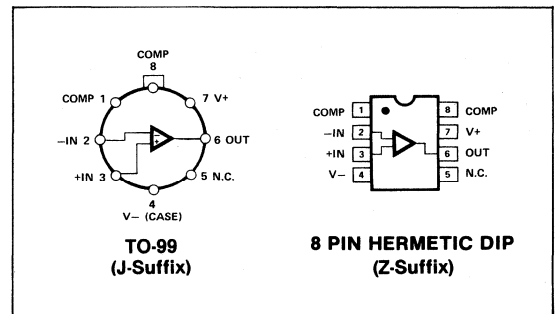 COMP
8
COMP 1
7 V+
−IN 2
6 OUT
+IN 3
5 N.C.
4
V− (CASE)
TO-99
(J-Suffix)
COMP 1
8 COMP
−IN 2
7 V+
+IN 3
6 OUT
V− 4
5 N.C.
8 PIN HERMETIC DIP
(Z-Suffix)